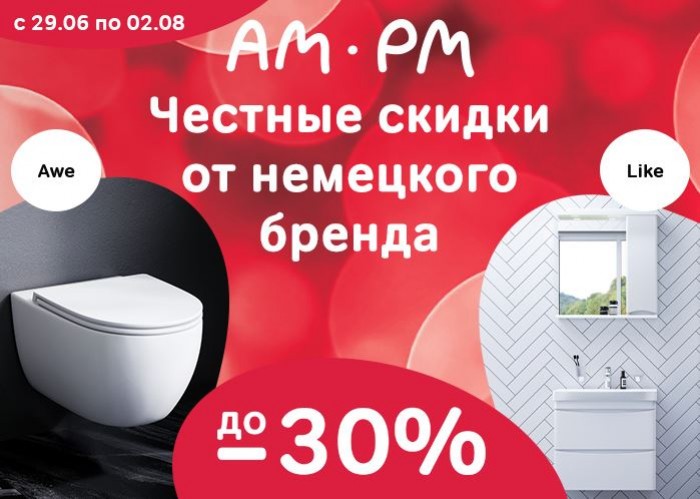 с 29.06 по 02.08
AM·PM
Честные скидки
от немецкого
бренда
Awe
Like
до
–30%